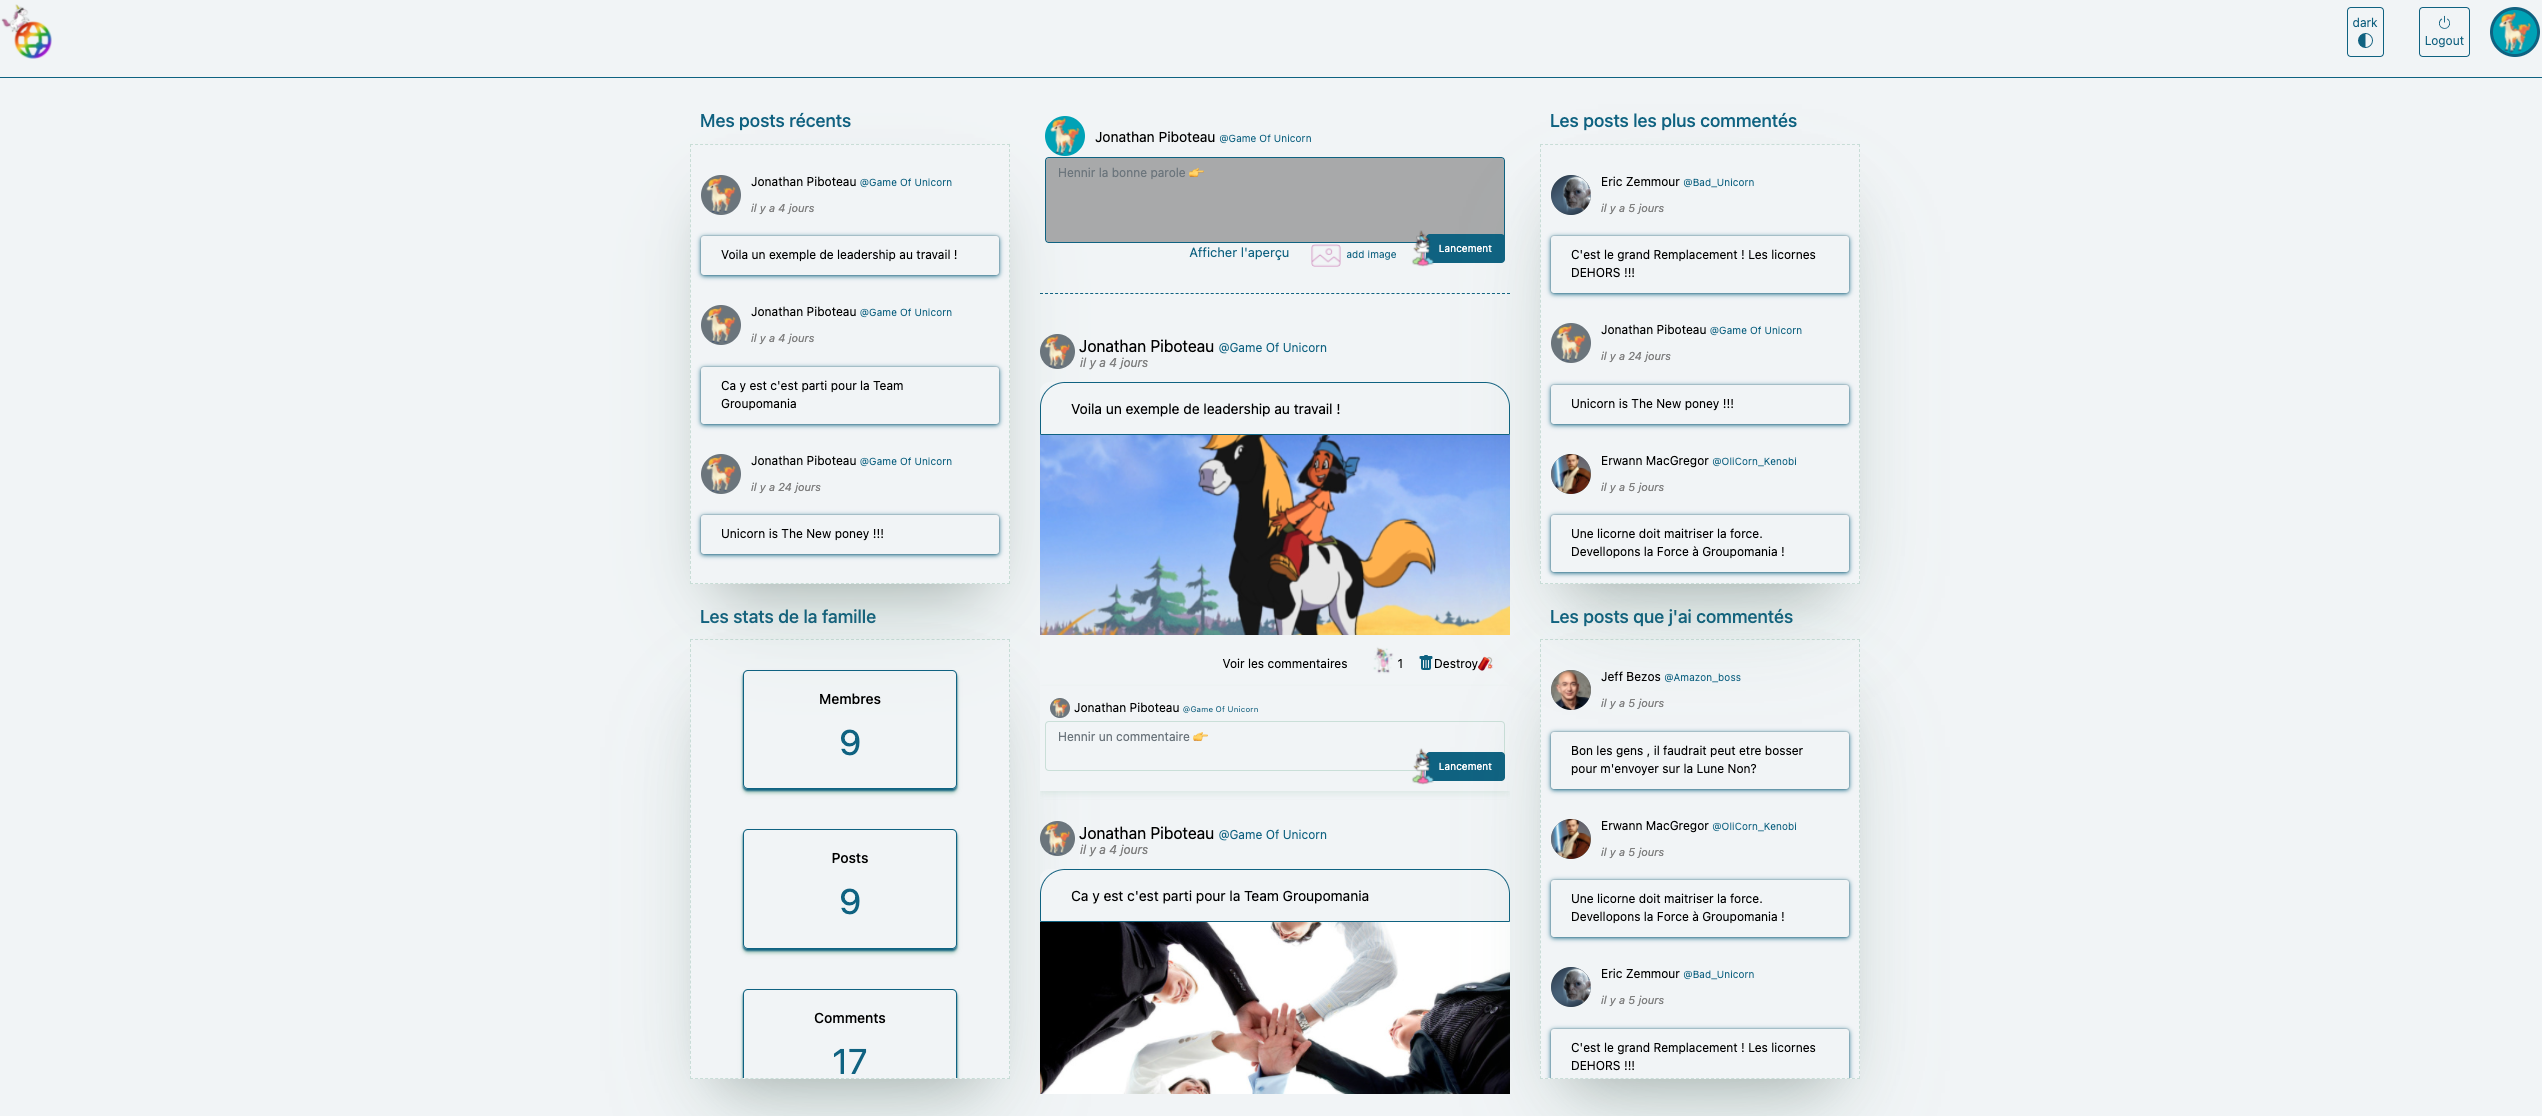 dark
Logout
Mes posts récents
Jonathan Piboteau @Game Of Unicorn
il y a 4 jours
Voila un exemple de leadership au travail !
Jonathan Piboteau @Game Of Unicorn
il y a 4 jours
Ca y est c'est parti pour la Team
Groupomania
Jonathan Piboteau @Game Of Unicorn
il y a 24 jours
Unicorn is The New poney !!!
Les stats de la famille
Membres
9
Posts
9
Comments
17
Jonathan Piboteau @Game Of Unicorn
Hennir la bonne parole 👉
Afficher l'aperçu
add image
Lancement
Jonathan Piboteau @Game Of Unicorn
il y a 4 jours
Voila un exemple de leadership au travail !
Voir les commentaires
1
Destroy
Jonathan Piboteau @Game Of Unicorn
Hennir un commentaire 👉
Lancement
Jonathan Piboteau @Game Of Unicorn
il y a 4 jours
Ca y est c'est parti pour la Team Groupomania
Les posts les plus commentés
Eric Zemmour @Bad_Unicorn
il y a 5 jours
C'est le grand Remplacement ! Les licornes
DEHORS !!!
Jonathan Piboteau @Game Of Unicorn
il y a 24 jours
Unicorn is The New poney !!!
Erwann MacGregor @OliCorn_Kenobi
il y a 5 jours
Une licorne doit maitriser la force.
Devellopons la Force à Groupomania !
Les posts que j'ai commentés
Jeff Bezos @Amazon_boss
il y a 5 jours
Bon les gens , il faudrait peut etre bosser
pour m'envoyer sur la Lune Non?
Erwann MacGregor @OliCorn_Kenobi
il y a 5 jours
Une licorne doit maitriser la force.
Devellopons la Force à Groupomania !
Eric Zemmour @Bad_Unicorn
il y a 5 jours
C'est le grand Remplacement ! Les licornes
DEHORS !!!